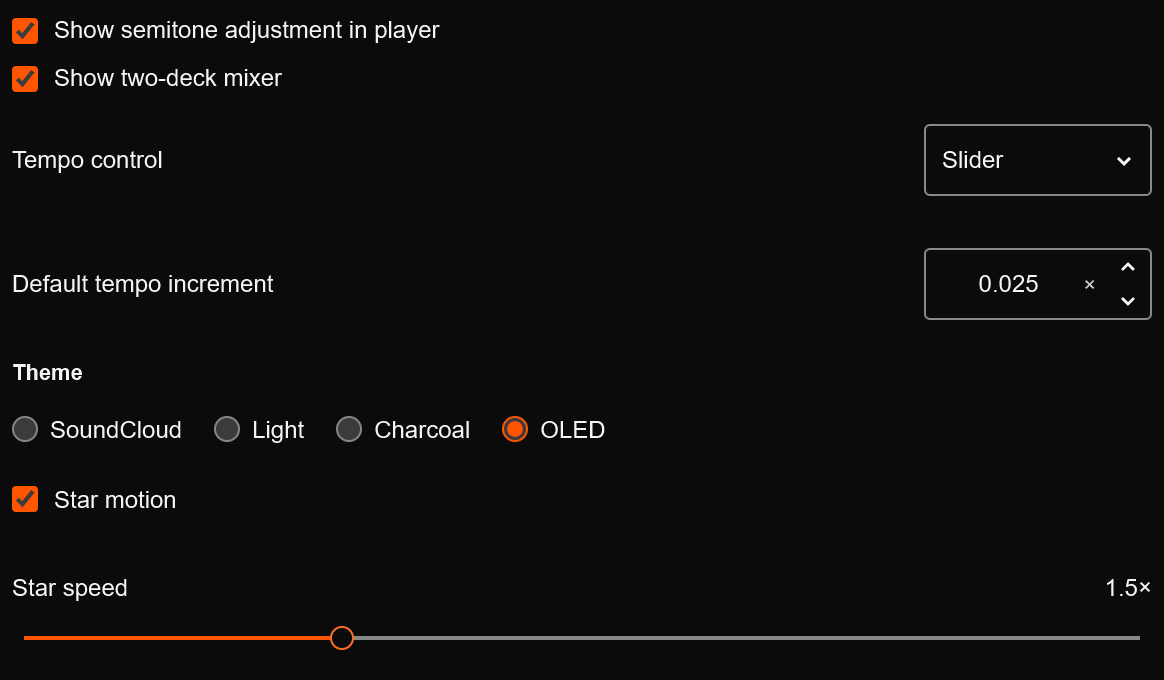 Show semitone adjustment in player
Show two-deck mixer
Tempo control
Slider
Default tempo increment
0.025 ×
Theme
SoundCloud Light Charcoal OLED
Star motion
Star speed
1.5×